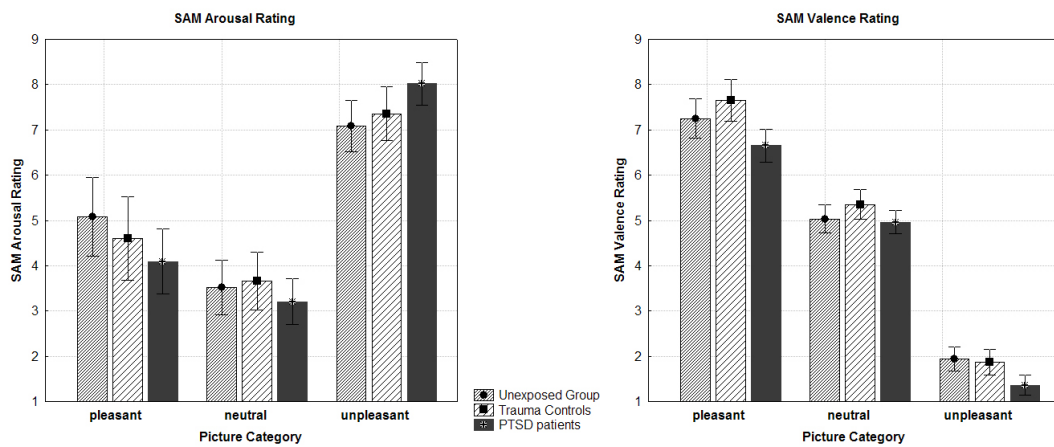 SAM Arousal Rating
SAM Arousal Rating
9
8
7
6
5
4
3
2
1
pleasant neutral unpleasant
Picture Category
Unexposed Group
Trauma Controls
PTSD patients
SAM Valence Rating
SAM Valence Rating
9
8
7
6
5
4
3
2
1
pleasant neutral unpleasant
Picture Category